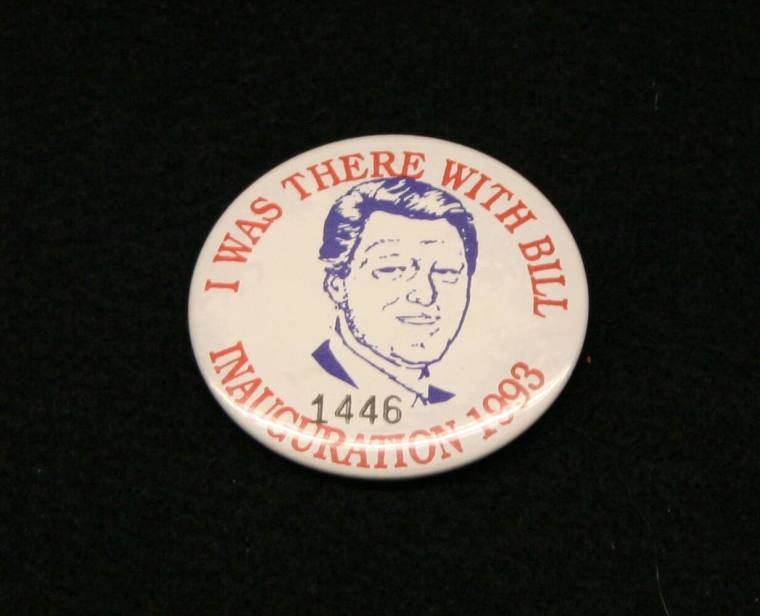 I WAS THERE WITH BILL
1446
INAUGURATION 1993